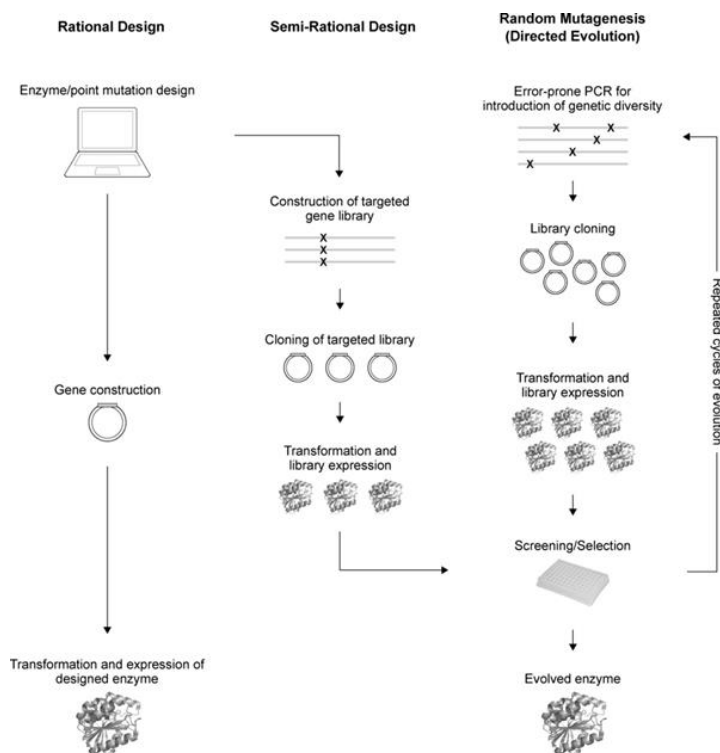 Rational Design
Enzyme/point mutation design
Gene construction
Transformation and expression of
designed enzyme
Semi-Rational Design
Construction of targeted
gene library
X
X
X
Cloning of targeted library
Transformation and
library expression
Random Mutagenesis
(Directed Evolution)
Error-prone PCR for
introduction of genetic diversity
X X
X
X
X
Library cloning
Transformation and
library expression
Screening/Selection
Evolved enzyme
Repeated cycles of evolution